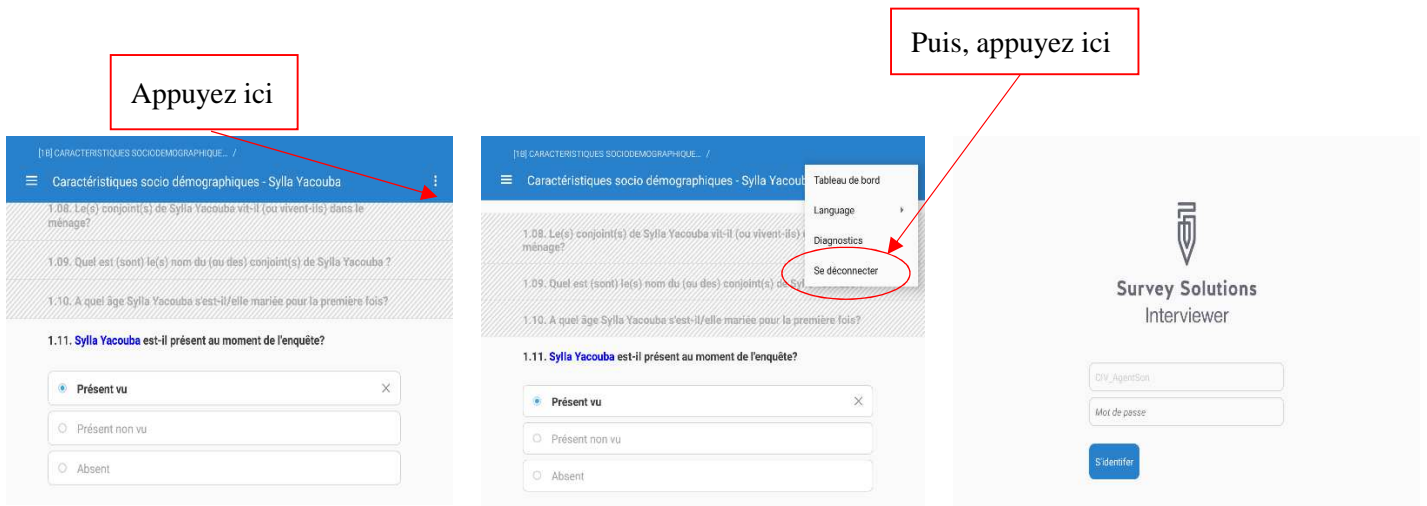 Puis, appuyez ici
Appuyez ici
[1B] CARACTERISTIQUES SOCIODEMOGRAPHIQUE... /
Caractéristiques socio démographiques - Sylla Yacouba
1.08. Le(s) conjoint(s) de Sylla Yacouba vit-il (ou vivent-ils) dans le
ménage?
1.09. Quel est (sont) le(s) nom du (ou des) conjoint(s) de Sylla Yacouba ?
1.10. A quel âge Sylla Yacouba s'est-il/elle mariée pour la première fois?
1.11. Sylla Yacouba est-il présent au moment de l'enquête?
Présent vu
Présent non vu
Absent
[1B] CARACTERISTIQUES SOCIODEMOGRAPHIQUE... /
Caractéristiques socio démographiques - Sylla Yacoub
Tableau de bord
Language
Diagnostics
Se déconnecter
1.08. Le(s) conjoint(s) de Sylla Yacouba vit-il (ou vivent-ils)
ménage?
1.09. Quel est (sont) le(s) nom du (ou des) conjoint(s) de Syl
1.10. A quel âge Sylla Yacouba s'est-il/elle mariée pour la première fois?
1.11. Sylla Yacouba est-il présent au moment de l'enquête?
Présent vu
Présent non vu
Absent
Survey Solutions
Interviewer
CIV_AgentSon
Mot de passe
S'identifer